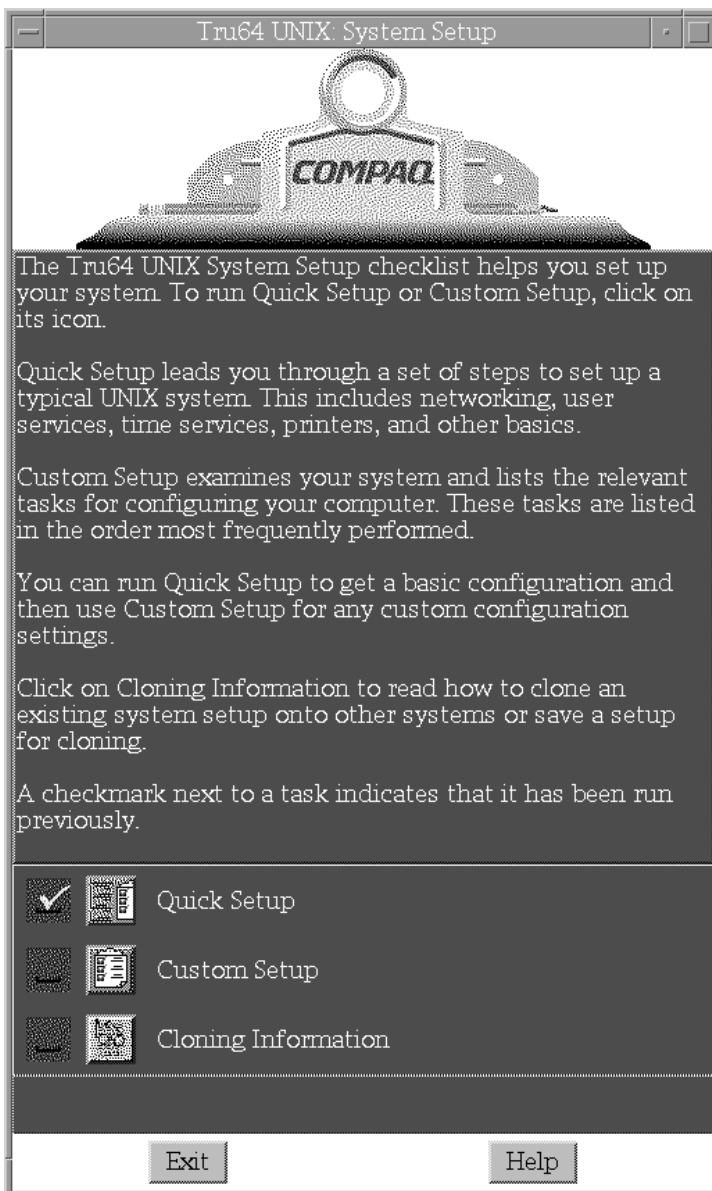 Tru64 UNIX: System Setup
COMPAQ
The Tru64 UNIX System Setup checklist helps you set up
your system. To run Quick Setup or Custom Setup, click on
its icon.
Quick Setup leads you through a set of steps to set up a
typical UNIX system. This includes networking, user
services, time services, printers, and other basics.
Custom Setup examines your system and lists the relevant
tasks for configuring your computer. These tasks are listed
in the order most frequently performed.
You can run Quick Setup to get a basic configuration and
then use Custom Setup for any custom configuration
settings.
Click on Cloning Information to read how to clone an
existing system setup onto other systems or save a setup
for cloning.
A checkmark next to a task indicates that it has been run
previously.
Quick Setup
Custom Setup
Cloning Information
Exit
Help